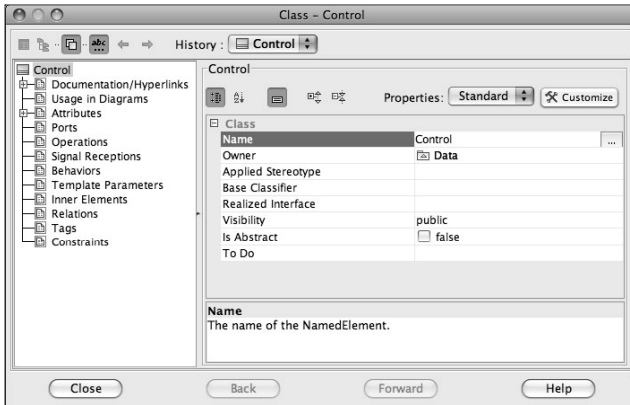 Class – Control
abc
History : Control
Control
Documentation/Hyperlinks
Usage in Diagrams
Attributes
Ports
Operations
Signal Receptions
Behaviors
Template Parameters
Inner Elements
Relations
Tags
Constraints
Control
Properties: Standard Customize
Class
Name Control ...
Owner Data
Applied Stereotype
Base Classifier
Realized Interface
Visibility public
Is Abstract false
To Do
Name
The name of the NamedElement.
Close Back Forward Help